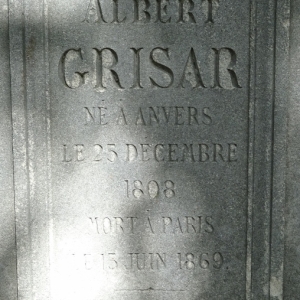 ALBERT
GRISAR
NÉ A ANVERS
LE 25 DECEMBRE
1808
MORT À PARIS
LE 15 JUIN 1869